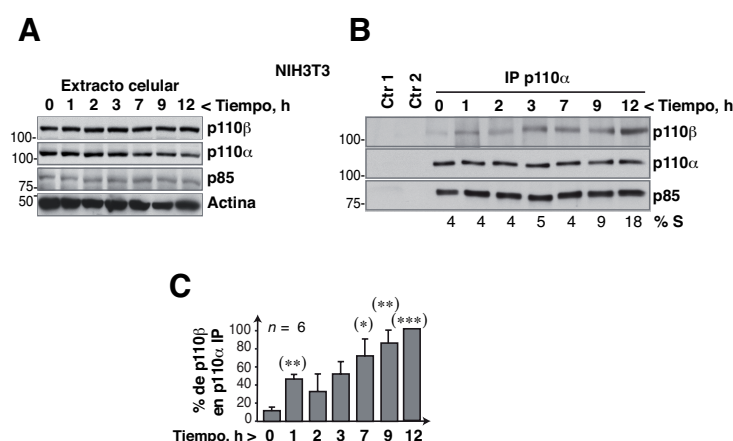 A
B
NIH3T3
Extracto celular
0 1 2 3 7 9 12 < Tiempo, h
100- p110β
100- p110α
75- p85
50- Actina
Ctr 1 Ctr 2 IP p110α
0 1 2 3 7 9 12 < Tiempo, h
100- p110β
100- p110α
75- p85
4 4 4 5 4 9 18 % S
C
% de p110β
en p110α IP
n = 6
100
80
60
40
20
0
(**)
(*)
(**)
(***)
Tiempo, h > 0 1 2 3 7 9 12